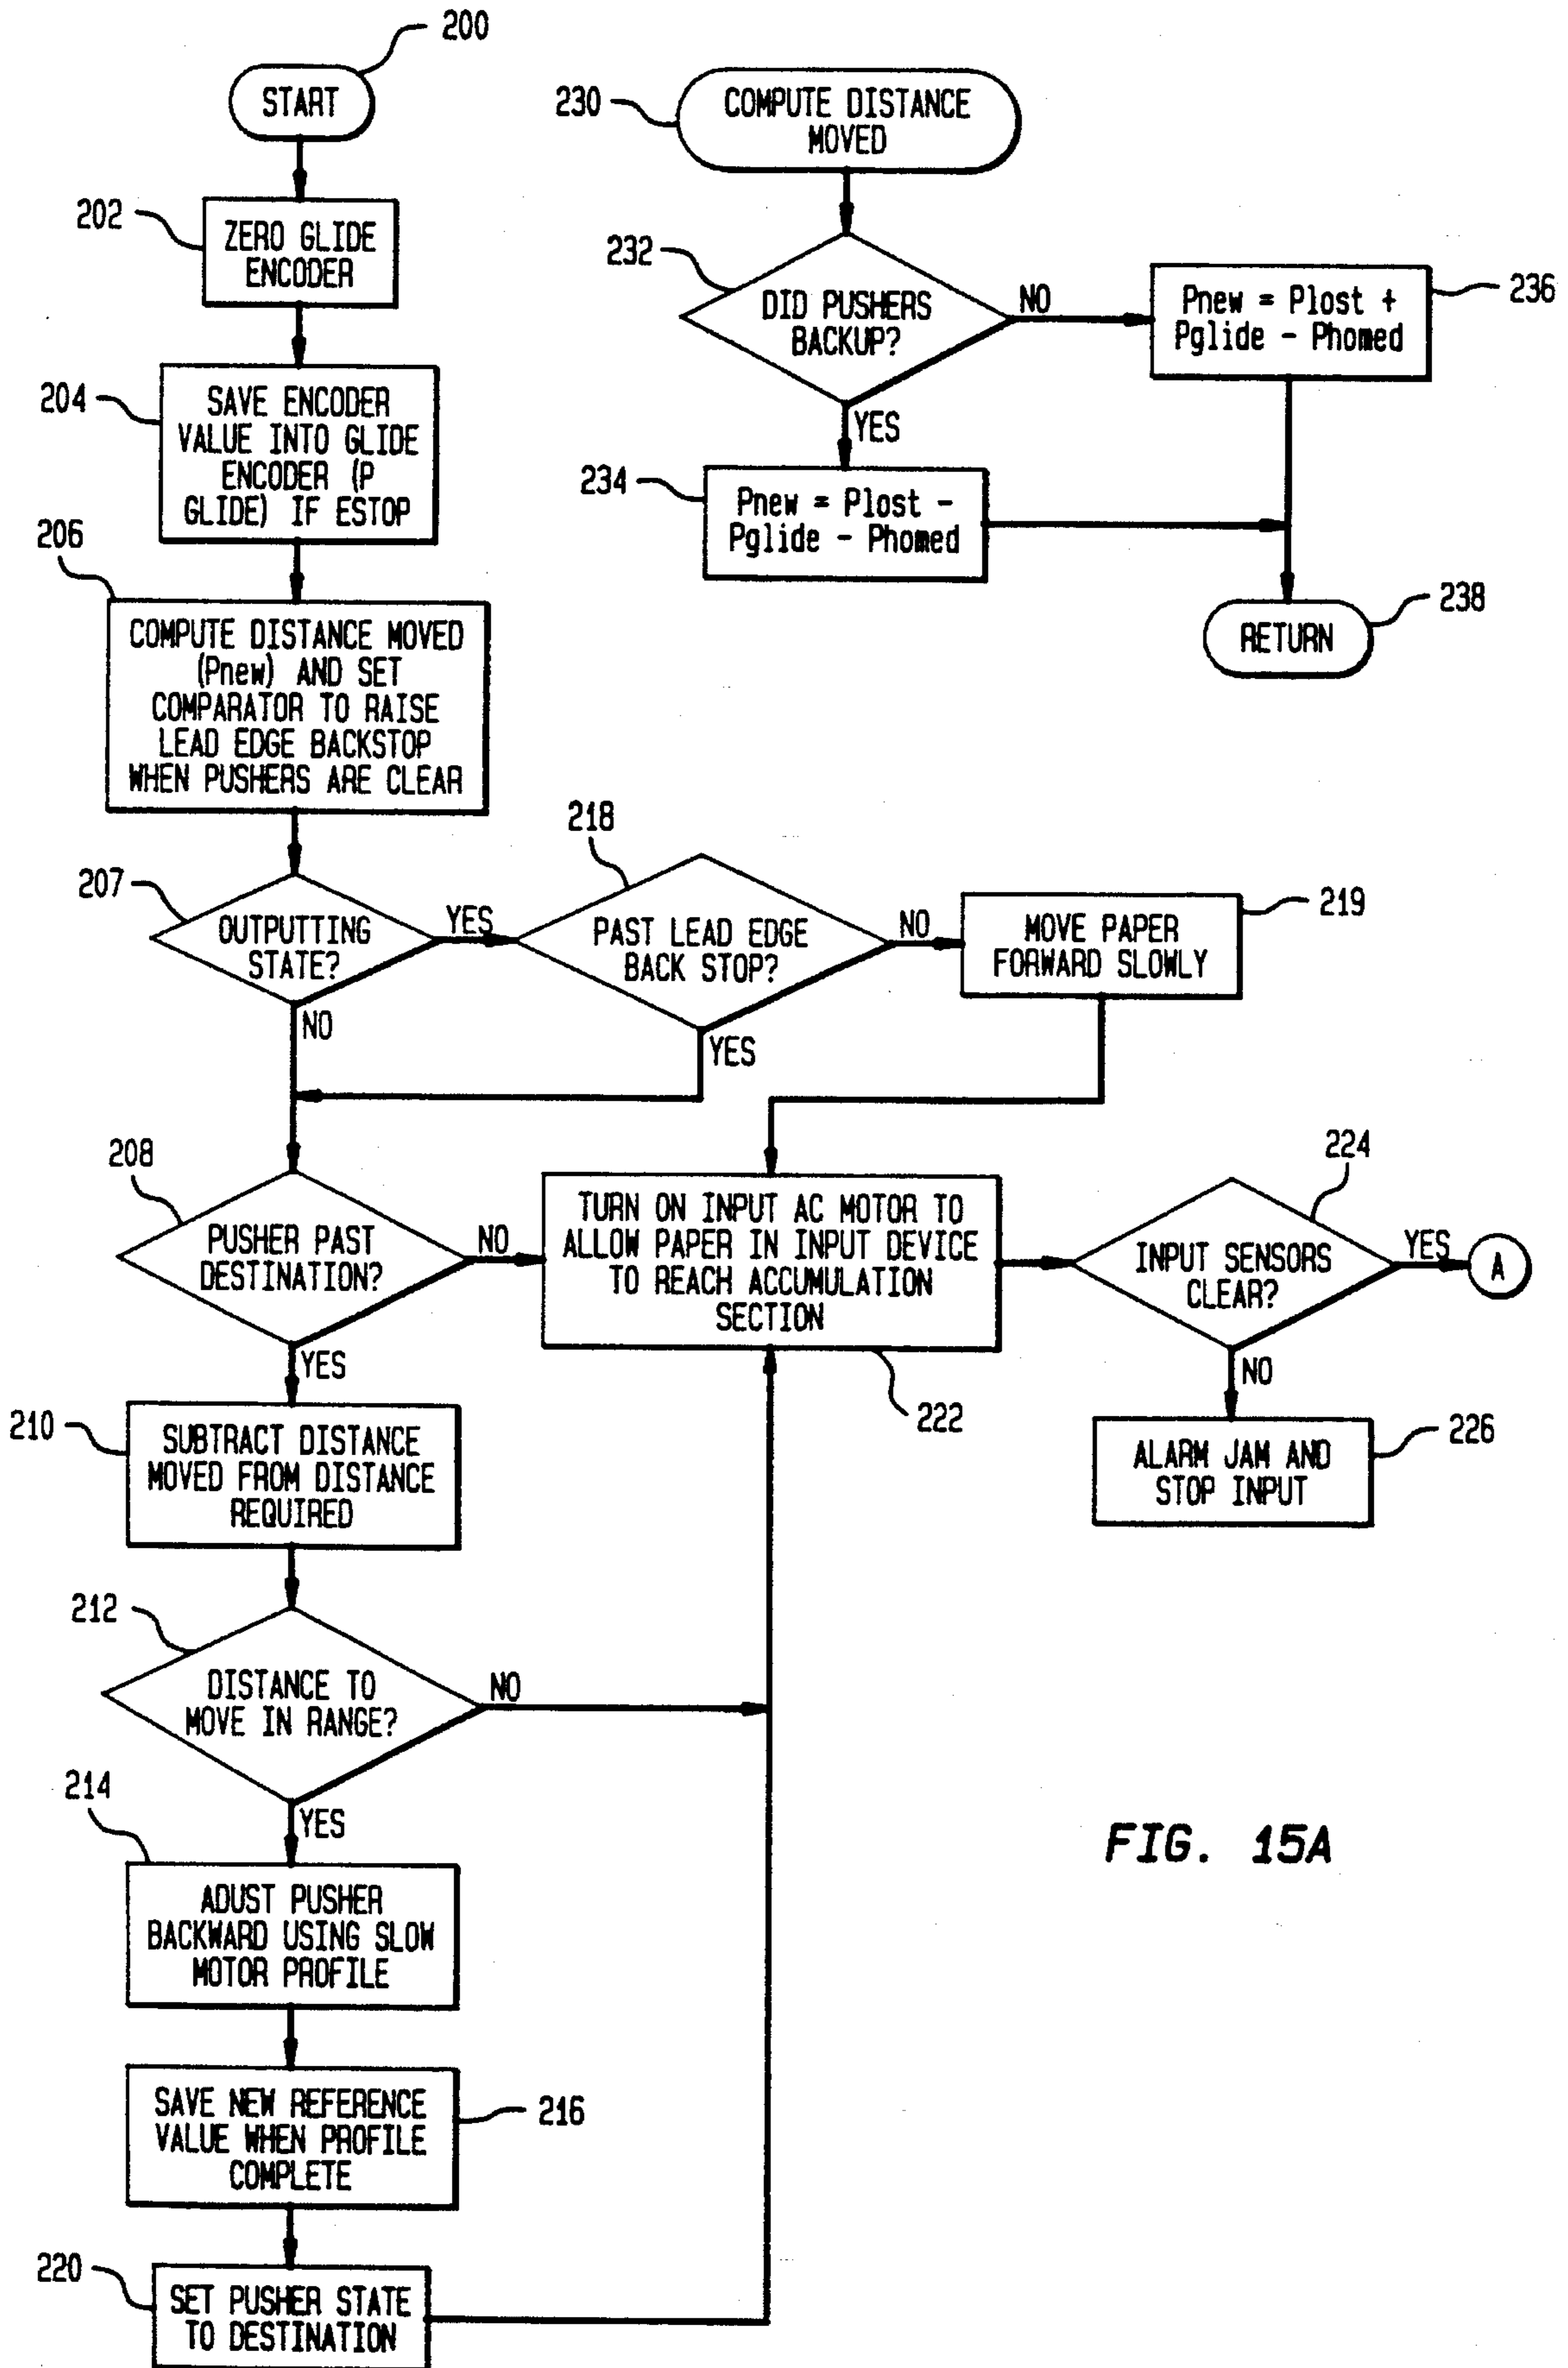 200
START
202
ZERO GLIDE
ENCODER
204
SAVE ENCODER
VALUE INTO GLIDE
ENCODER (P
GLIDE) IF ESTOP
206
COMPUTE DISTANCE MOVED
(Pnew) AND SET
COMPARATOR TO RAISE
LEAD EDGE BACKSTOP
WHEN PUSHERS ARE CLEAR
207
OUTPUTTING
STATE?
YES
NO
218
PAST LEAD EDGE
BACK STOP?
NO
YES
219
MOVE PAPER
FORWARD SLOWLY
208
PUSHER PAST
DESTINATION?
NO
YES
TURN ON INPUT AC MOTOR TO
ALLOW PAPER IN INPUT DEVICE
TO REACH ACCUMULATION
SECTION
222
224
INPUT SENSORS
CLEAR?
YES
A
NO
ALARM JAM AND
STOP INPUT
226
210
SUBTRACT DISTANCE
MOVED FROM DISTANCE
REQUIRED
212
DISTANCE TO
MOVE IN RANGE?
NO
YES
214
ADUST PUSHER
BACKWARD USING SLOW
MOTOR PROFILE
SAVE NEW REFERENCE
VALUE WHEN PROFILE
COMPLETE
216
220
SET PUSHER STATE
TO DESTINATION
230
COMPUTE DISTANCE
MOVED
232
DID PUSHERS
BACKUP?
NO
YES
Pnew = Plost +
Pglide - Phomed
236
234
Pnew = Plost -
Pglide - Phomed
RETURN
238
FIG. 15A